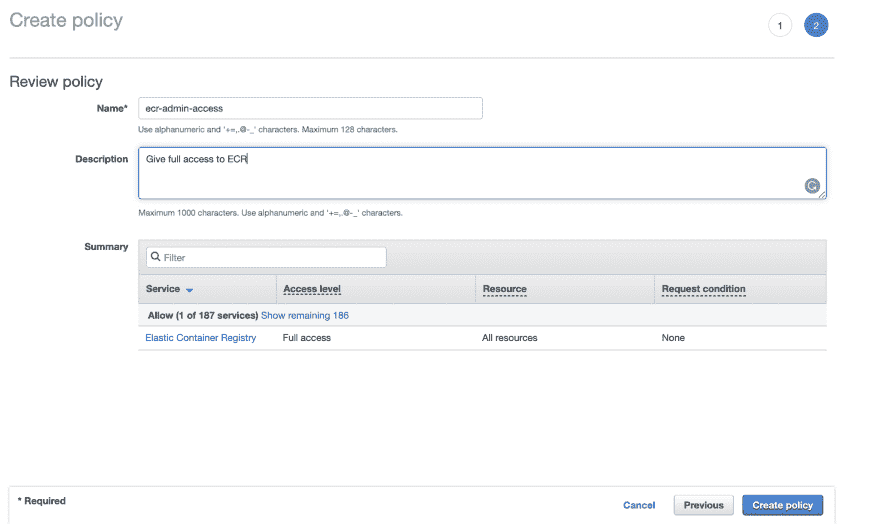 Create policy
1
2
Review policy
Name*
ecr-admin-access
Use alphanumeric and '+=,.@-_' characters. Maximum 128 characters.
Description
Give full access to ECR
Maximum 1000 characters. Use alphanumeric and '+=,.@-_' characters.
Summary
Filter
Service Access level Resource Request condition
Allow (1 of 187 services) Show remaining 186
Elastic Container Registry Full access All resources None
* Required
Cancel Previous Create policy